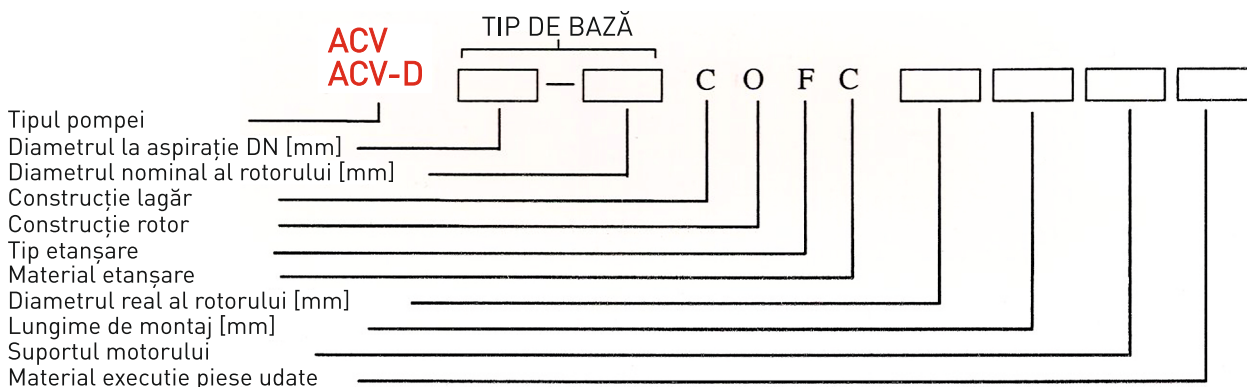 TIP DE BAZĂ
ACV
ACV-D
— C O F C
Tipul pompei
Diametrul la aspirație DN [mm]
Diametrul nominal al rotorului [mm]
Construcție lagăr
Construcție rotor
Tip etanșare
Material etanșare
Diametrul real al rotorului [mm]
Lungime de montaj [mm]
Suportul motorului
Material execuție piese udate